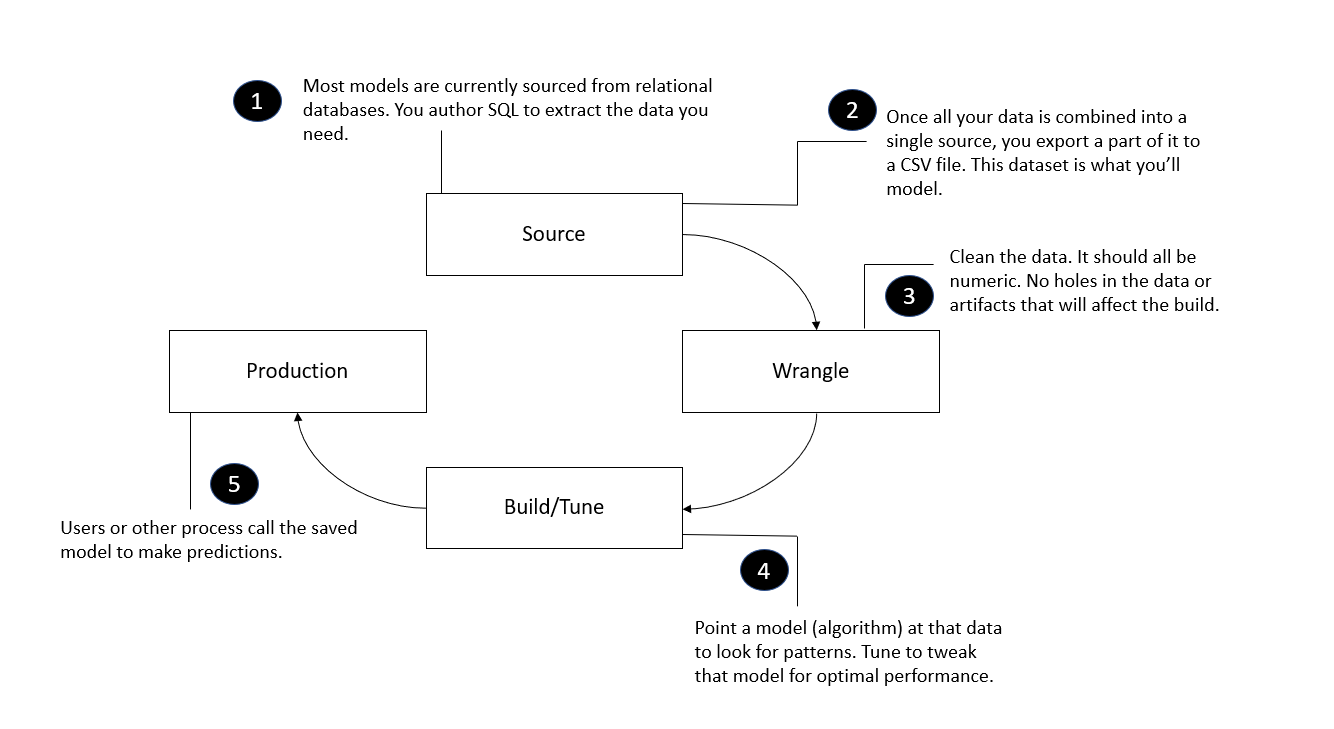 1
Most models are currently sourced from relational
databases. You author SQL to extract the data you
need.
2
Once all your data is combined into a
single source, you export a part of it to
a CSV file. This dataset is what you’ll
model.
Source
3
Clean the data. It should all be
numeric. No holes in the data or
artifacts that will affect the build.
Production
Wrangle
5
Users or other process call the saved
model to make predictions.
Build/Tune
4
Point a model (algorithm) at that data
to look for patterns. Tune to tweak
that model for optimal performance.